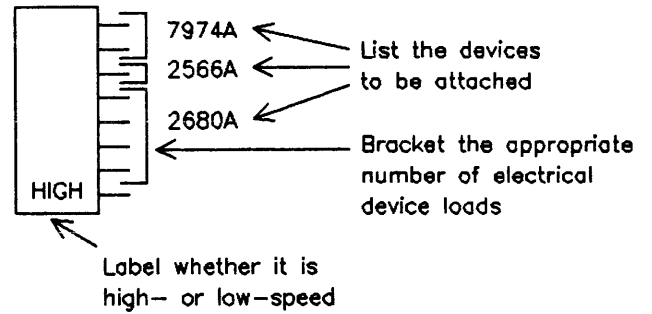 7974A
2566A
2680A
List the devices
to be attached
Bracket the appropriate
number of electrical
device loads
HIGH
Label whether it is
high- or low-speed